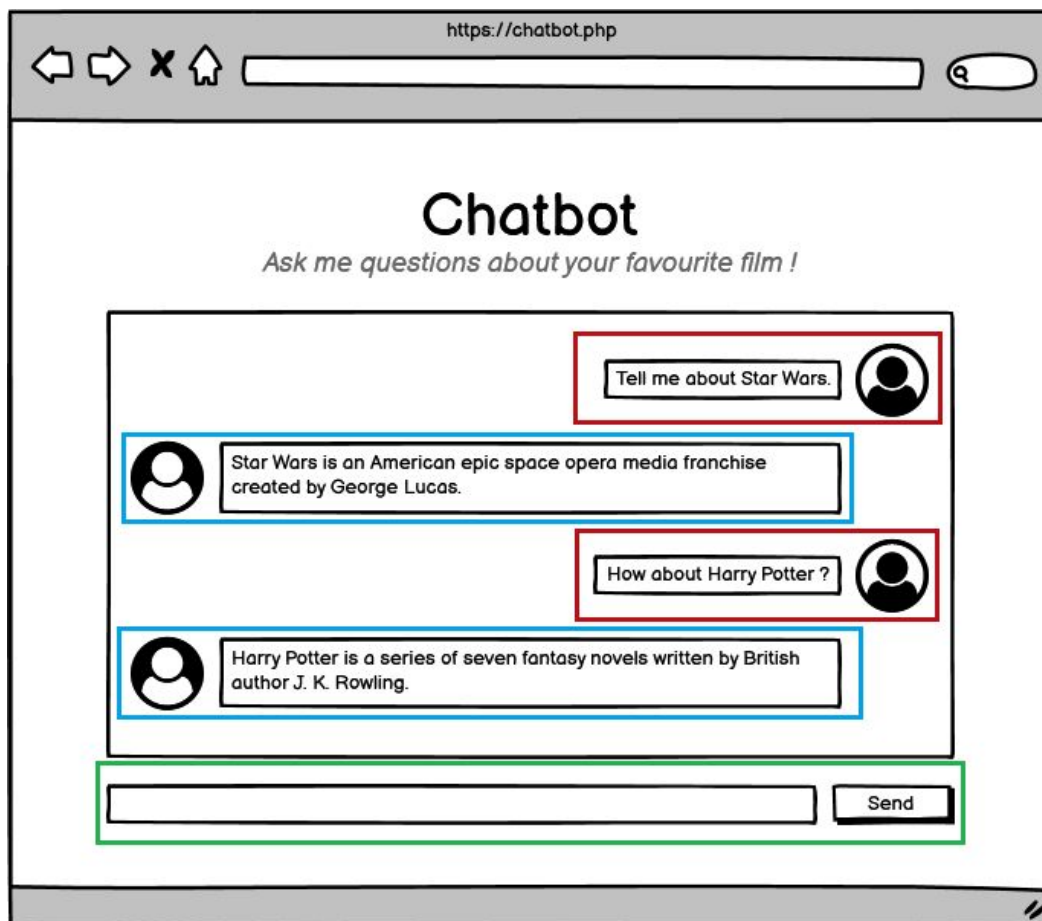 https://chatbot.php
Chatbot
Ask me questions about your favourite film !
Tell me about Star Wars.
Star Wars is an American epic space opera media franchise
created by George Lucas.
How about Harry Potter ?
Harry Potter is a series of seven fantasy novels written by British
author J. K. Rowling.
Send